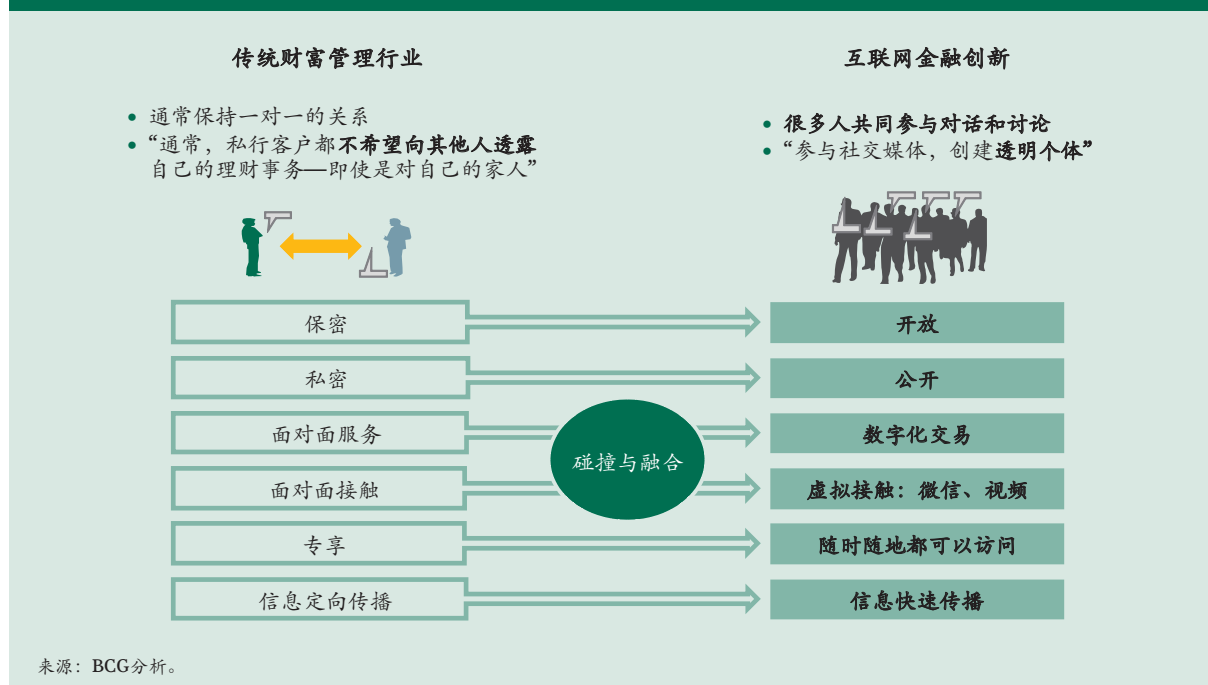 传统财富管理行业
• 通常保持一对一的关系
• “通常，私行客户都不希望向其他人透露
自己的理财事务—即使是对自己的家人”
互联网金融创新
• 很多人共同参与对话和讨论
• “参与社交媒体，创建透明个体”
保密
开放
私密
公开
面对面服务
数字化交易
碰撞与融合
面对面接触
虚拟接触：微信、视频
专享
随时随地都可以访问
信息定向传播
信息快速传播
来源：BCG分析。